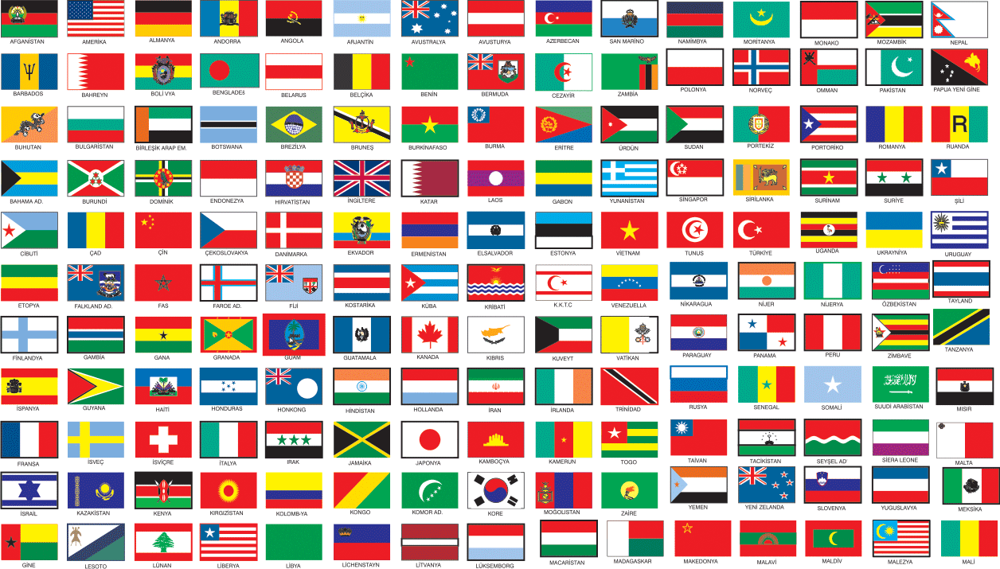 AFGANİSTAN AMERİKA ALMANYA ANDORRA ANGOLA ARJANTİN AVUSTRALYA AVUSTURYA AZERBECAN SAN MARİNO NAMİMBYA MORİTANYA MONAKO MOZAMBİK NEPAL
BARBADOS BAHREYN BOLİ VYA BENGLADEŝ BELARUS BELÇİKA BENİN BERMUDA CEZAYİR ZAMBİA POLONYA NORVEÇ OMMAN PAKİSTAN PAPUA YENİ GİNE
BUHUTAN BULGARİSTAN BİRLEŞİK ARAP EM. BOTSWANA BREZİLYA BRUNEŞ BURKİNAFASO BURMA ERİTRE ÜRDÜN SUDAN PORTEKİZ PORTORİKO ROMANYA R RUANDA
BAHAMA AD. BURUNDİ DOMİNİK ENDONEZYA HIRVATİSTAN İNGİLTERE KATAR LAOS GABON YUNANİSTAN SİNGAPOR SİRİLANKA SURİNAM SURİYE ŞİLİ
CİBUTİ ÇAD ÇİN ÇEKOSLOVAKYA DANİMARKA EKVADOR ERMENİSTAN ELSALVADOR ESTONYA VİETNAM TUNUS TÜRKİYE UGANDA UKRAYNİYA URUGUAY
ETOPYA FALKLAND AD. FAS FAROE AD. FIJİ KOSTARİKA KÜBA KRİBATİ K.K.T.C VENEZUELLA NİKARAGUA NİJER NIJERYA ÖZBEKİSTAN TAYLAND
FİNLANDYA GAMBİA GANA GRANADA GUAM GUATAMALA KANADA KIBRIS KUVEYT VATİKAN PARAGUAY PANAMA PERU ZİMBAVE TANZANYA
İSPANYA GUYANA HAİTİ HONDURAS HONKONG HİNDİSTAN HOLLANDA İRAN İRLANDA TRİNİDAD RUSYA SENEGAL SOMALİ SUUDİ ARABİSTAN MISIR
FRANSA İSVEÇ İSVİÇRE İTALYA IRAK JAMAİKA JAPONYA KAMBOÇYA KAMERUN TOGO TAİVAN TACİKİSTAN SEYŞEL AD' SİERA LEONE MALTA
İSRAİL KAZAKİSTAN KENYA KIRGIZİSTAN KOLOMB-YA KONGO KOMOR AD. KORE MOĞOLISTAN ZAİRE YEMEN YENİ ZELANDA SLOVENYA YUGUSLAVYA MEKSİKA
GİNE LESOTO LÜNAN LİBERYA LİBYA LİCHENSTAYN LİTVANYA LÜKSEMBORG MACARİSTAN MADAGASKAR MAKEDONYA MALAVİ MALDİV MALEZYA MALİ